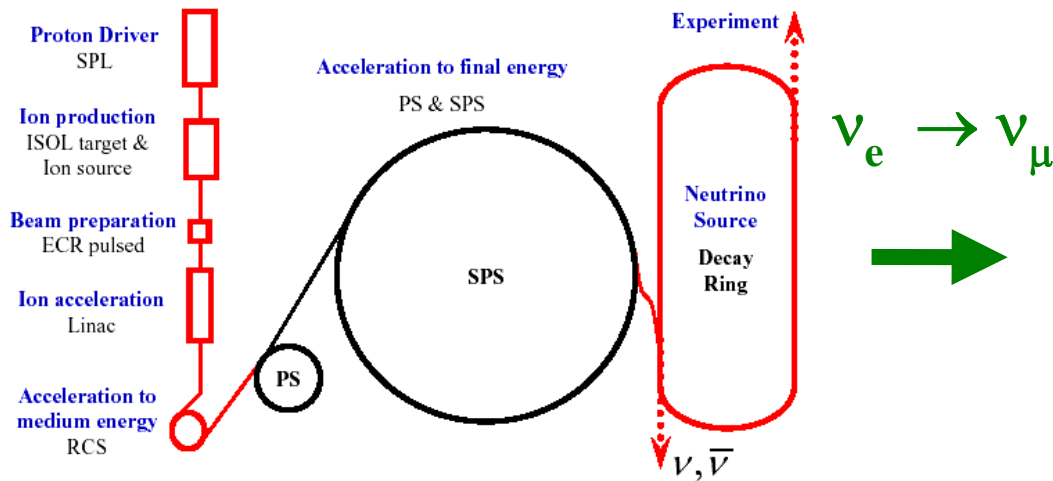 Proton Driver
SPL
Ion production
ISOL target &
Ion source
Beam preparation
ECR pulsed
Ion acceleration
Linac
Acceleration to
medium energy
RCS
PS
Acceleration to final energy
PS & SPS
SPS
Experiment
Neutrino
Source
Decay
Ring
ν, ν̅
νe → νμ